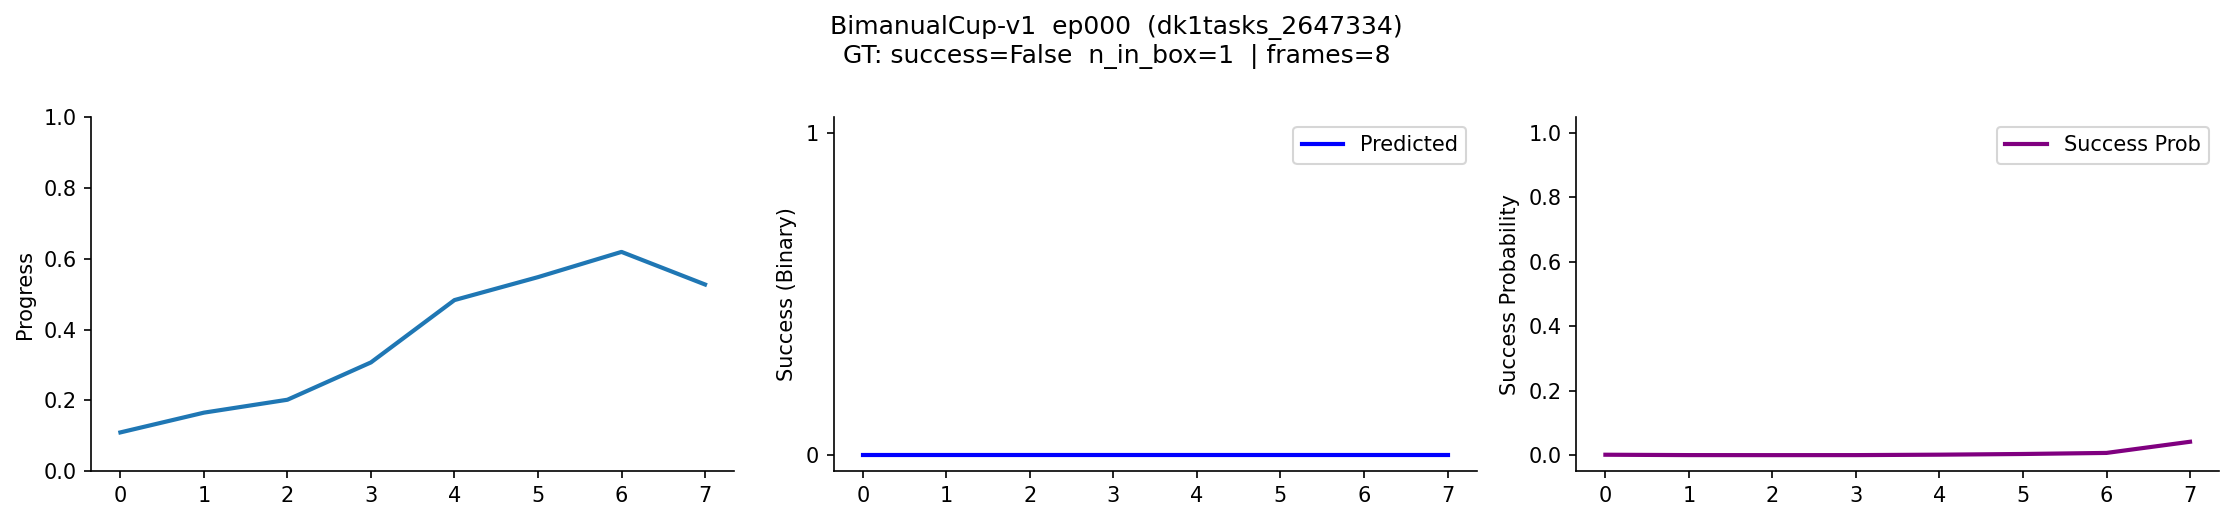 BimanualCup-v1 ep000 (dk1tasks_2647334)
GT: success=False n_in_box=1 | frames=8
Progress
1.0
0.8
0.6
0.4
0.2
0.0
0 1 2 3 4 5 6 7
Success (Binary)
1
0
Predicted
0 1 2 3 4 5 6 7
Success Probability
1.0
0.8
0.6
0.4
0.2
0.0
Success Prob
0 1 2 3 4 5 6 7